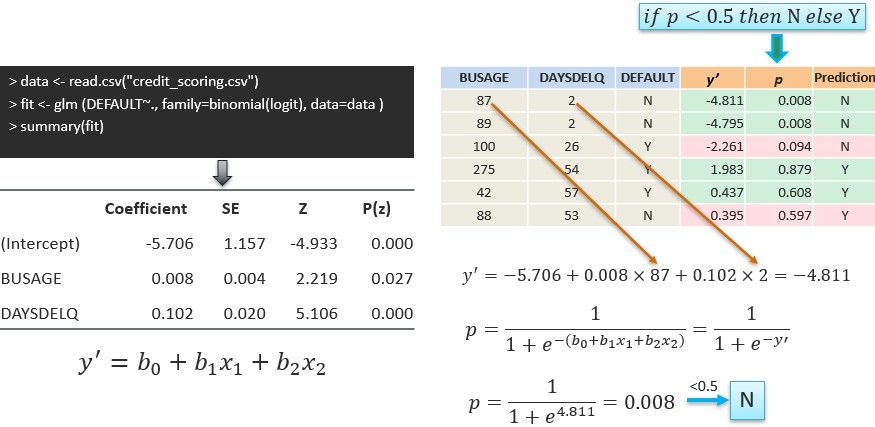 if p < 0.5 then N else Y
> data <- read.csv("credit_scoring.csv")
> fit <- glm (DEFAULT~., family=binomial(logit), data=data )
> summary(fit)
Coefficient SE Z P(z)
(Intercept) -5.706 1.157 -4.933 0.000
BUSAGE 0.008 0.004 2.219 0.027
DAYSDELQ 0.102 0.020 5.106 0.000
y′ = b₀ + b₁x₁ + b₂x₂
BUSAGE DAYSDELQ DEFAULT y′ p Prediction
87 2 N -4.811 0.008 N
89 2 N -4.795 0.008 N
100 26 Y -2.261 0.094 N
275 54 Y 1.983 0.879 Y
42 57 Y 0.437 0.608 Y
88 53 N 0.395 0.597 Y
y′ = −5.706 + 0.008 × 87 + 0.102 × 2 = −4.811
p = 1 / 1 + e^−(b₀+b₁x₁+b₂x₂) = 1 / 1 + e^−y′
p = 1 / 1 + e^4.811 = 0.008 <0.5 N